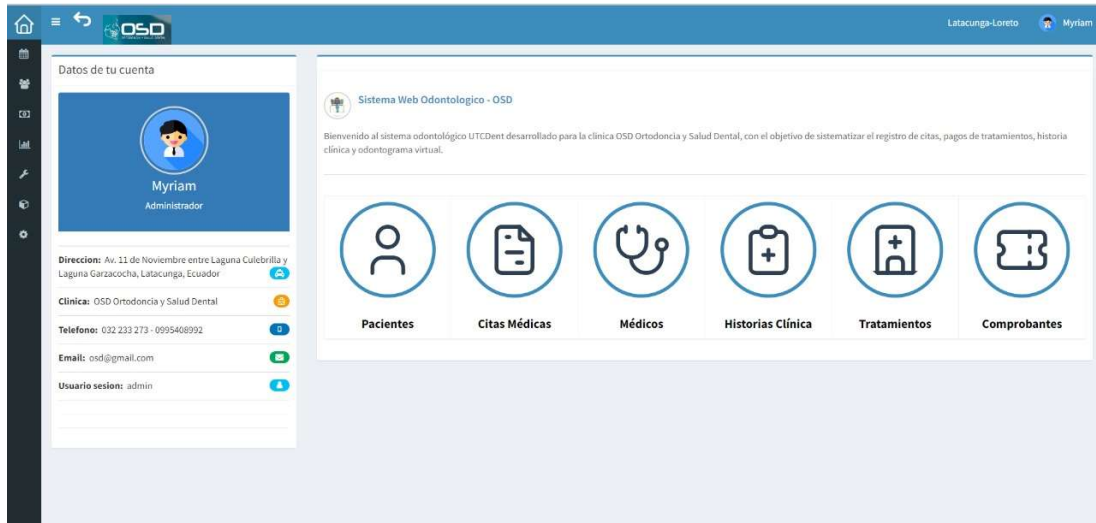 OSD
Latacunga-Loreto
Myriam
Datos de tu cuenta
Myriam
Administrador
Direccion: Av. 11 de Noviembre entre Laguna Culebrilla y
Laguna Garzacocha, Latacunga, Ecuador
Clinica: OSD Ortodoncia y Salud Dental
Telefono: 032 233 273 - 0995408992
Email: osd@gmail.com
Usuario sesion: admin
Sistema Web Odontologico - OSD
Bienvenido al sistema odontológico UTCDent desarrollado para la clinica OSD Ortodoncia y Salud Dental, con el objetivo de sistematizar el registro de citas, pagos de tratamientos, historia
clínica y odontograma virtual.
Pacientes
Citas Médicas
Médicos
Historias Clínica
Tratamientos
Comprobantes